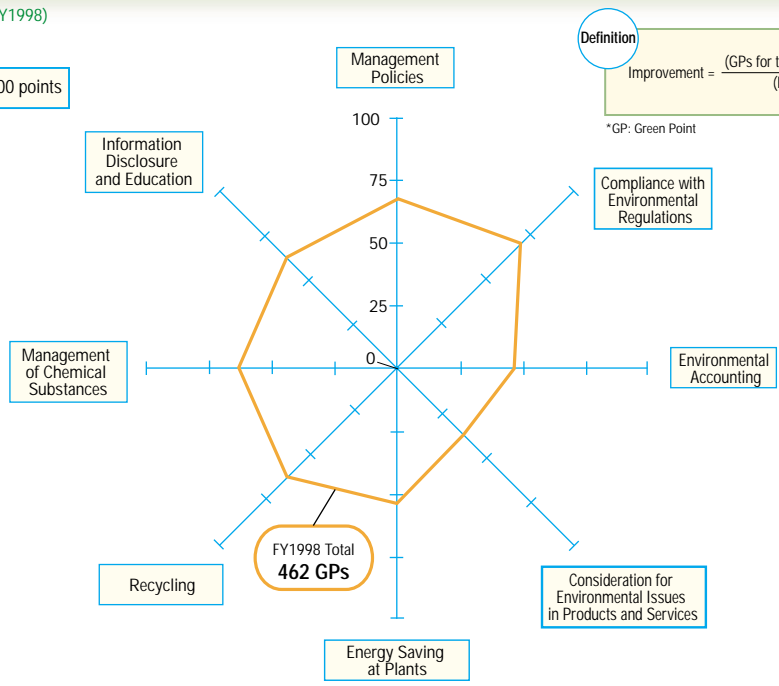 Y1998)
00 points
Definition
Improvement = (GPs for t
(
*GP: Green Point
Management
Policies
100
75
50
25
0
Information
Disclosure
and Education
Compliance with
Environmental
Regulations
Management
of Chemical
Substances
Environmental
Accounting
FY1998 Total
462 GPs
Recycling
Consideration for
Environmental Issues
in Products and Services
Energy Saving
at Plants